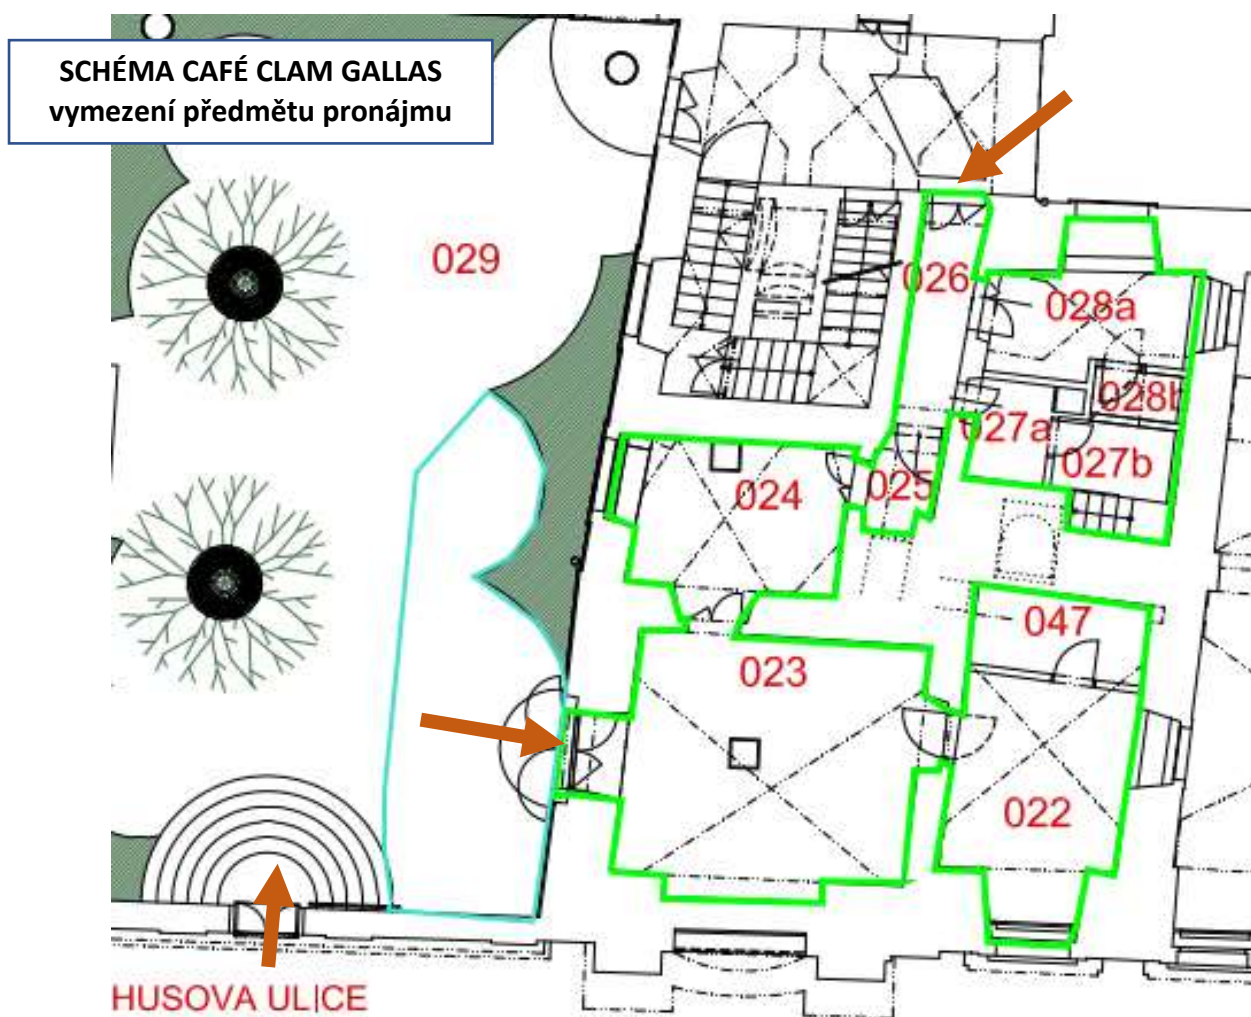 SCHÉMA CAFÉ CLAM GALLAS
vymezení předmětu pronájmu
029
026
028a
028b
027a
027b
024
025
047
023
022
HUSOVA ULICE